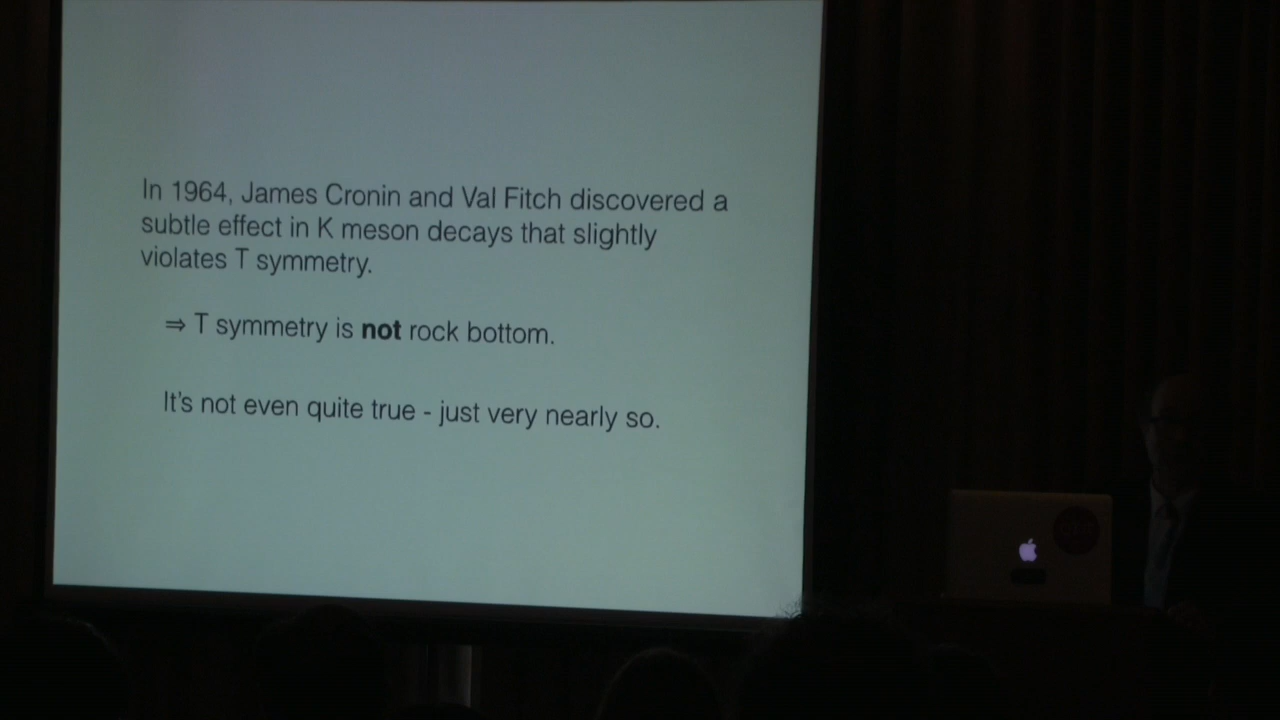 In 1964, James Cronin and Val Fitch discovered a
subtle effect in K meson decays that slightly
violates T symmetry.
⇒ T symmetry is not rock bottom.
It's not even quite true - just very nearly so.